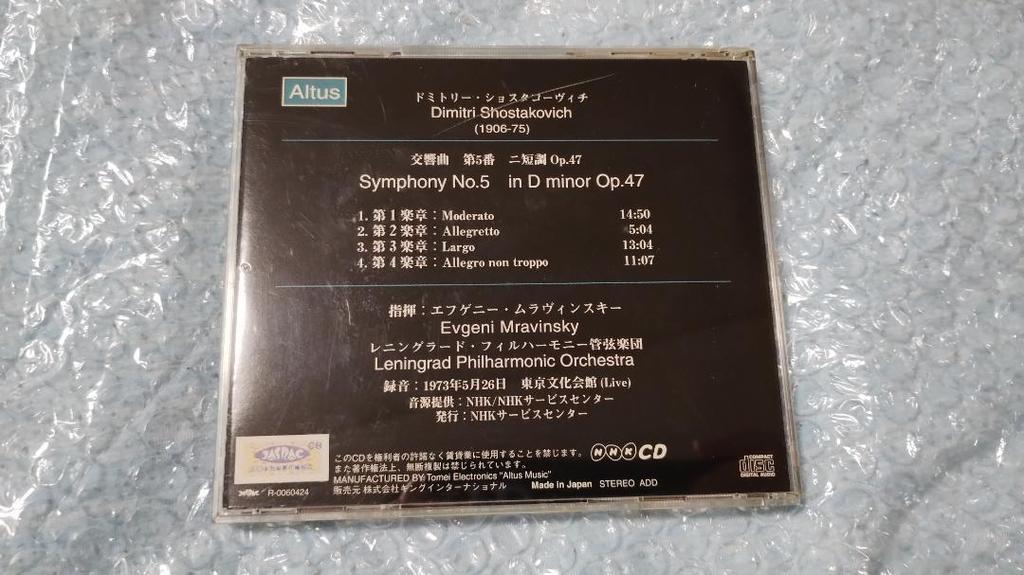 Altus
ドミトリー・ショスタコーヴィチ
Dimitri Shostakovich
(1906-75)
交響曲 第5番 ニ短調 Op.47
Symphony No.5 in D minor Op.47
1. 第1楽章：Moderato 14:50
2. 第2楽章：Allegretto 5:04
3. 第3楽章：Largo 13:04
4. 第4楽章：Allegro non troppo 11:07
指揮：エフゲニー・ムラヴィンスキー
Evgeni Mravinsky
レニングラード・フィルハーモニー管弦楽団
Leningrad Philharmonic Orchestra
録音：1973年5月26日 東京文化会館 (Live)
音源提供：NHK/NHKサービスセンター
発行：NHKサービスセンター
JASRAC
このCDを権利者の許諾なく賃貸業に使用することを禁じます。
また著作権法上、無断複製は禁じられています。
NHK CD
MANUFACTURED BY Tomei Electronics "Altus Music"
R-0060424 販売元 株式会社キングインターナショナル Made in Japan STEREO ADD
COMPACT
disc
DIGITAL AUDIO